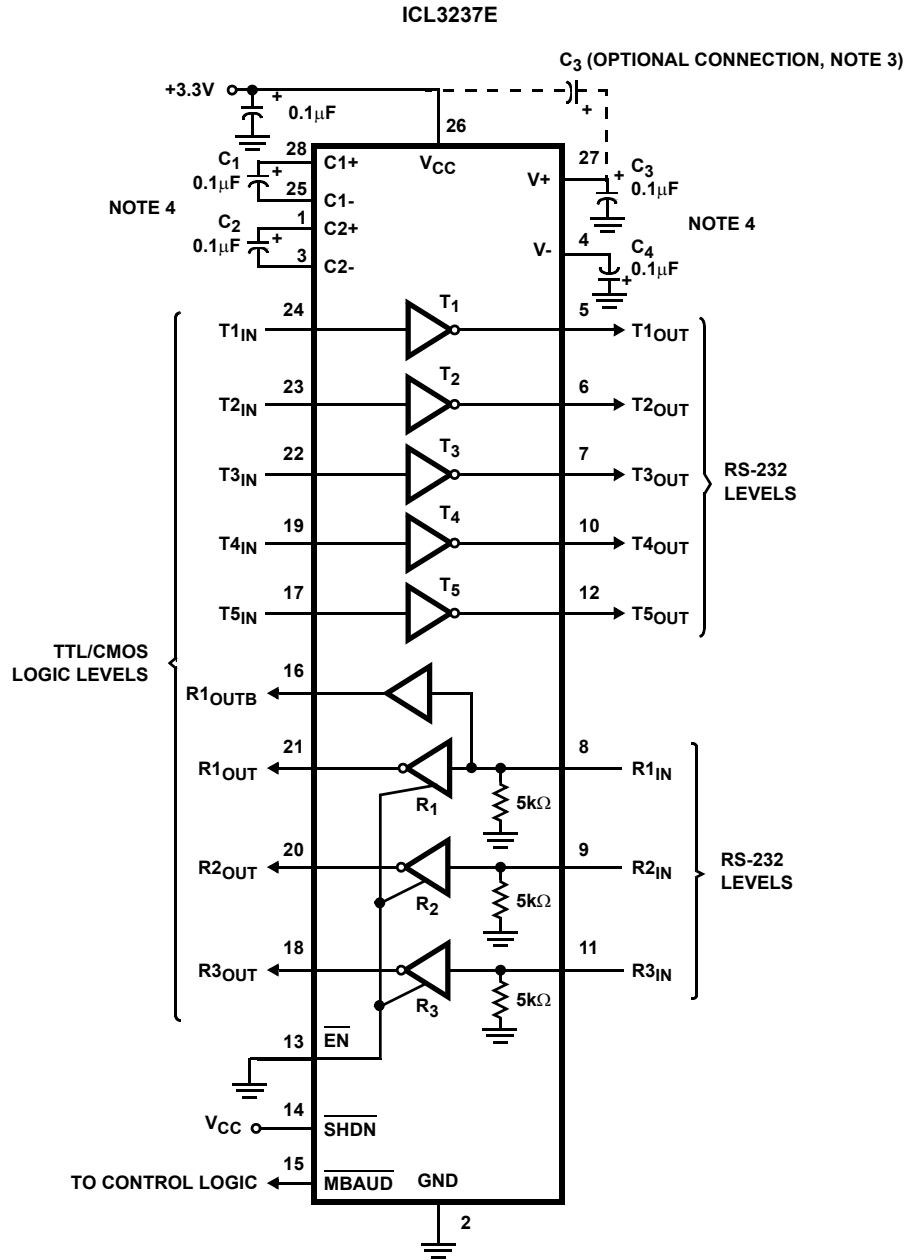 ICL3237E
C3 (OPTIONAL CONNECTION, NOTE 3)
+3.3V
+
0.1μF
+
26
28
C1
0.1μF
+
C1+
VCC
27
V+
+
C3
0.1μF
25
C1-
NOTE 4
1
C2
0.1μF
+
C2+
3
C2-
NOTE 4
4
V-
C4
0.1μF
+
24
T1IN
T1
5
T1OUT
23
T2IN
T2
6
T2OUT
22
T3IN
T3
7
T3OUT
RS-232
LEVELS
19
T4IN
T4
10
T4OUT
17
T5IN
T5
12
T5OUT
TTL/CMOS
LOGIC LEVELS
16
R1OUTB
21
R1OUT
R1
8
R1IN
5kΩ
20
R2OUT
R2
9
R2IN
5kΩ
RS-232
LEVELS
18
R3OUT
R3
11
R3IN
5kΩ
13
EN
14
VCC
SHDN
15
TO CONTROL LOGIC
MBAUD
GND
2